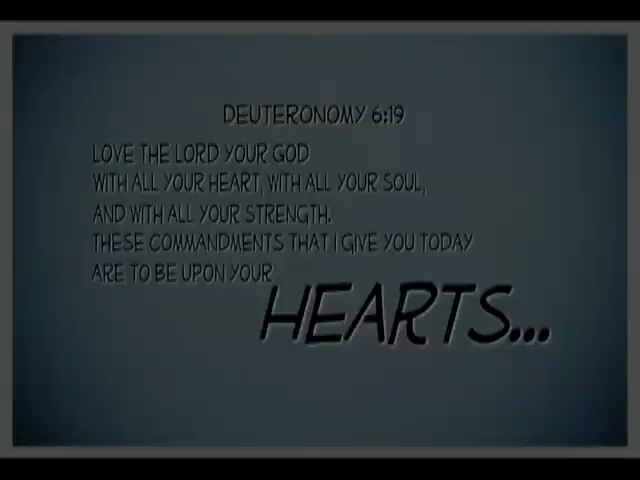 DEUTERONOMY 6:19
LOVE THE LORD YOUR GOD
WITH ALL YOUR HEART, WITH ALL YOUR SOUL,
AND WITH ALL YOUR STRENGTH.
THESE COMMANDMENTS THAT I GIVE YOU TODAY
ARE TO BE UPON YOUR
HEARTS...